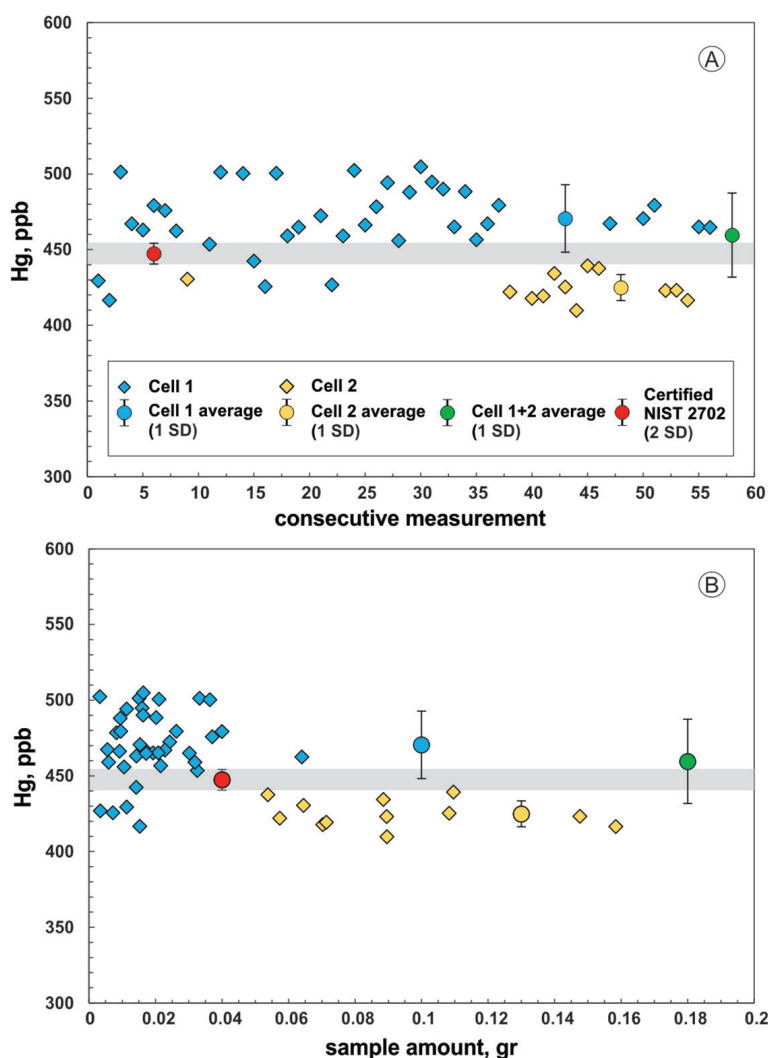 600
A
550
500
Hg, ppb
450
400
Cell 1
Cell 2
350
Cell 1 average
(1 SD)
Cell 2 average
(1 SD)
Cell 1+2 average
(1 SD)
Certified
NIST 2702
(2 SD)
300
0 5 10 15 20 25 30 35 40 45 50 55 60
consecutive measurement
600
B
550
500
Hg, ppb
450
400
350
300
0 0.02 0.04 0.06 0.08 0.1 0.12 0.14 0.16 0.18 0.2
sample amount, gr